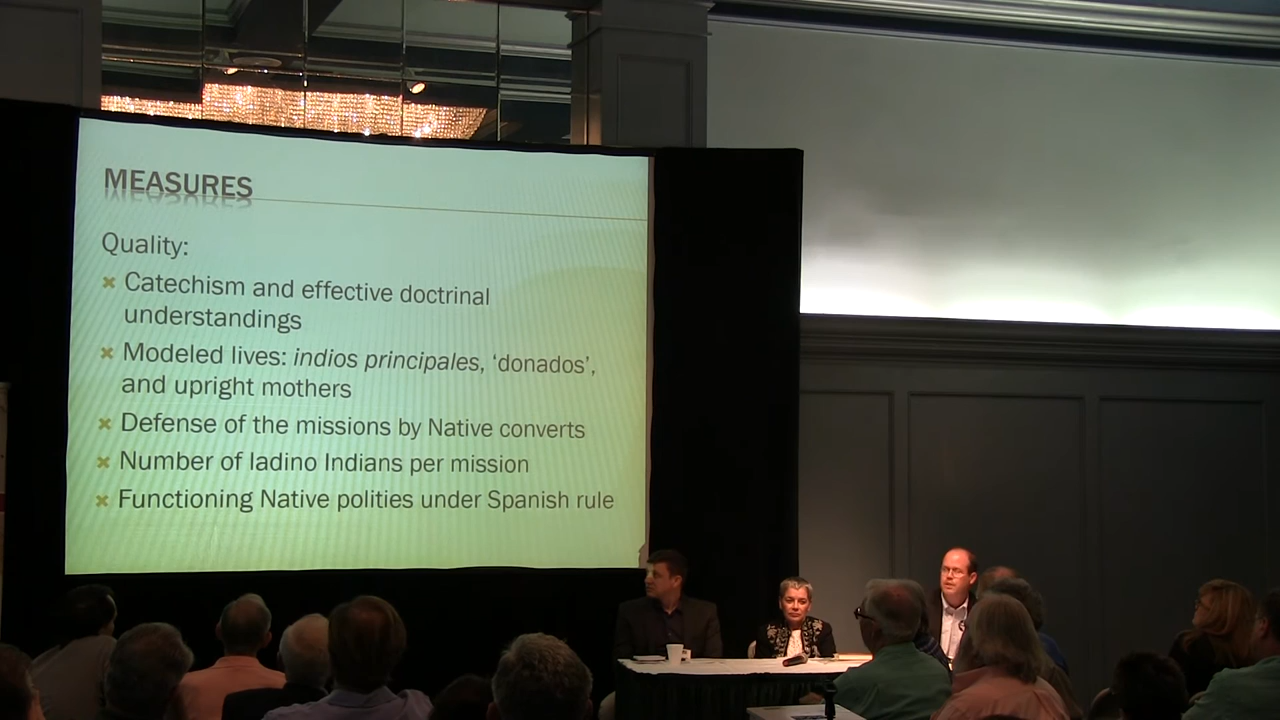 MEASURES
Quality:
Catechism and effective doctrinal
understandings
Modeled lives: indios principales, ‘donados’,
and upright mothers
Defense of the missions by Native converts
Number of ladino Indians per mission
Functioning Native polities under Spanish rule